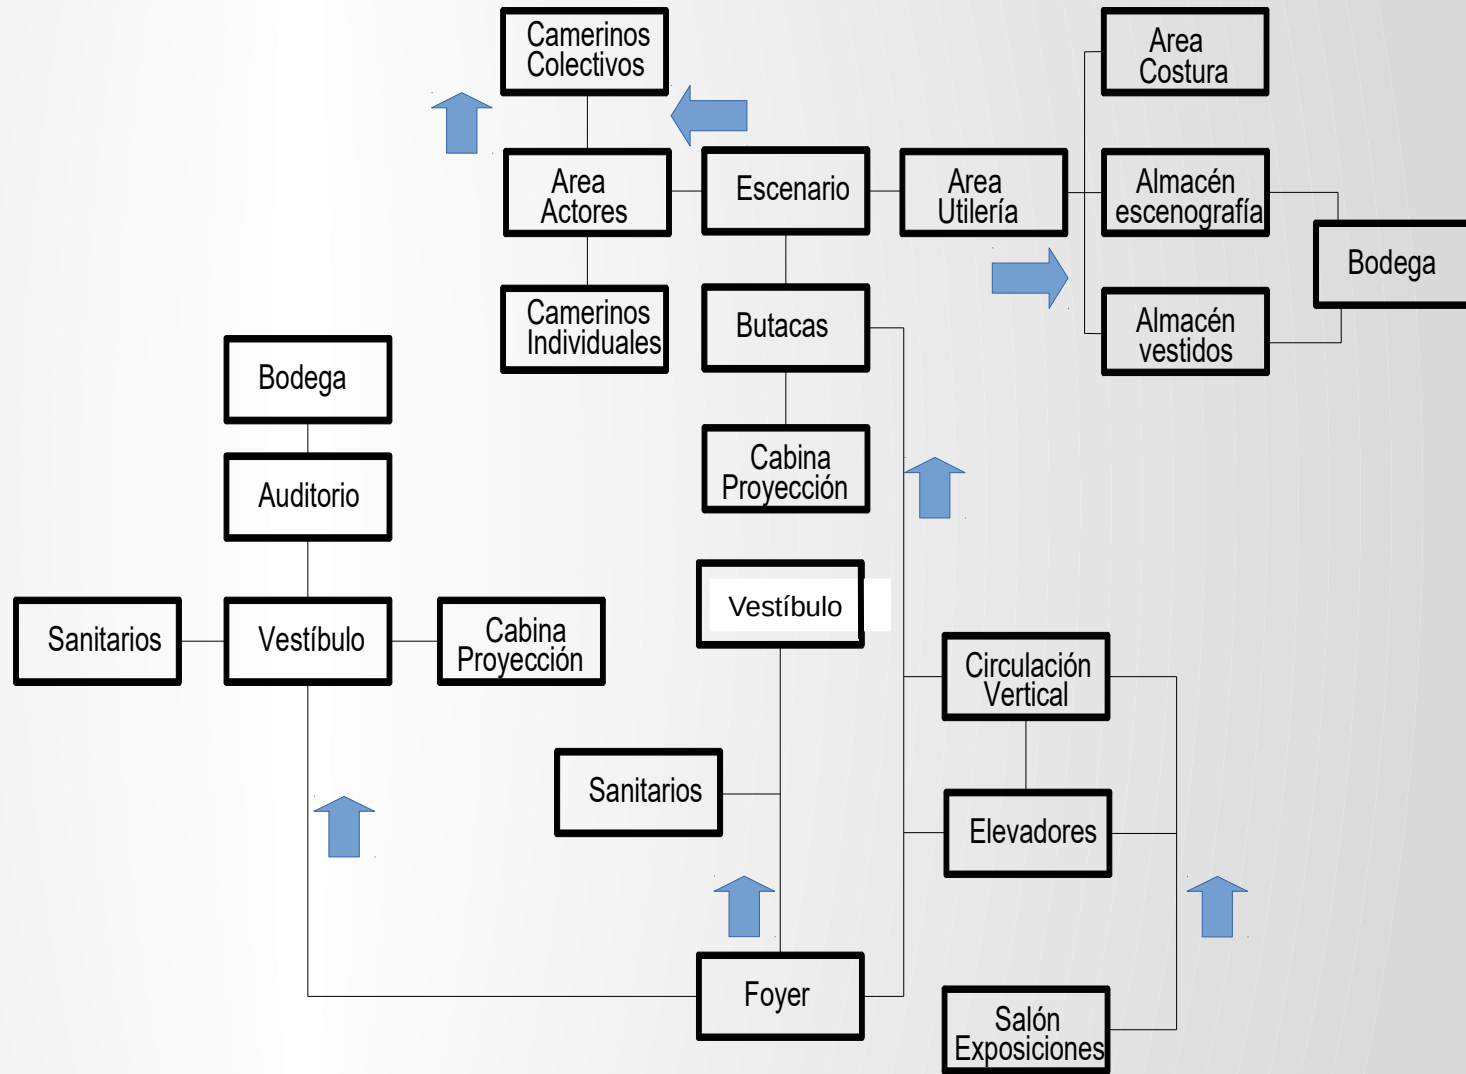 Camerinos
Colectivos
Area
Costura
Area
Actores
Escenario
Area
Utilería
Almacén
escenografía
Bodega
Camerinos
Individuales
Butacas
Almacén
vestidos
Bodega
Cabina
Proyección
Auditorio
Vestíbulo
Sanitarios
Vestíbulo
Cabina
Proyección
Circulación
Vertical
Sanitarios
Elevadores
Foyer
Salón
Exposiciones